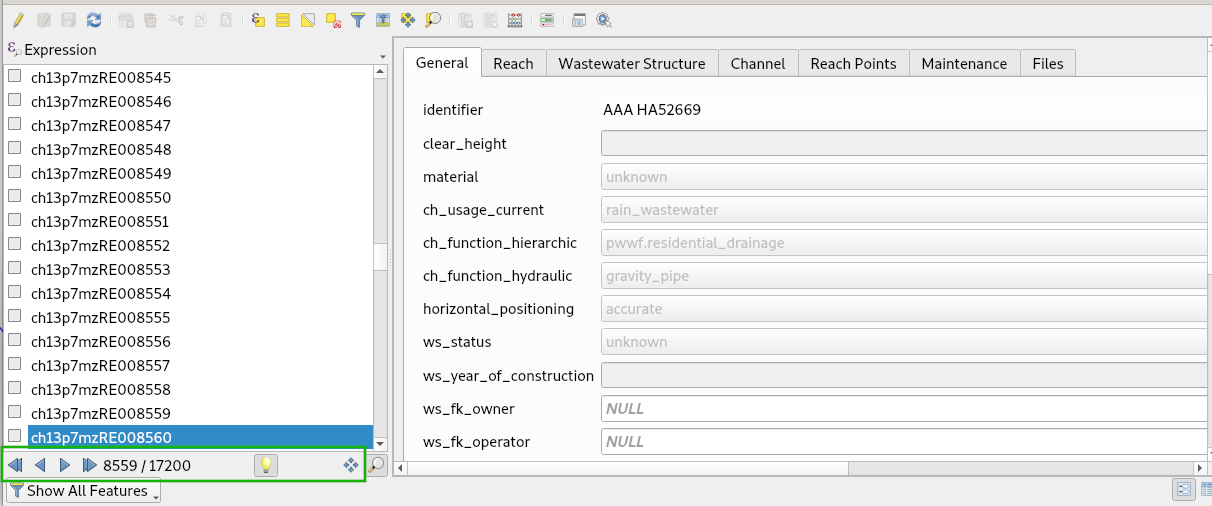 Expression
ch13p7mzRE008545
ch13p7mzRE008546
ch13p7mzRE008547
ch13p7mzRE008548
ch13p7mzRE008549
ch13p7mzRE008550
ch13p7mzRE008551
ch13p7mzRE008552
ch13p7mzRE008553
ch13p7mzRE008554
ch13p7mzRE008555
ch13p7mzRE008556
ch13p7mzRE008557
ch13p7mzRE008558
ch13p7mzRE008559
ch13p7mzRE008560
8559 / 17200
Show All Features
General Reach Wastewater Structure Channel Reach Points Maintenance Files
identifier AAA HA52669
clear_height
material unknown
ch_usage_current rain_wastewater
ch_function_hierarchic pwwf.residential_drainage
ch_function_hydraulic gravity_pipe
horizontal_positioning accurate
ws_status unknown
ws_year_of_construction
ws_fk_owner NULL
ws_fk_operator NULL